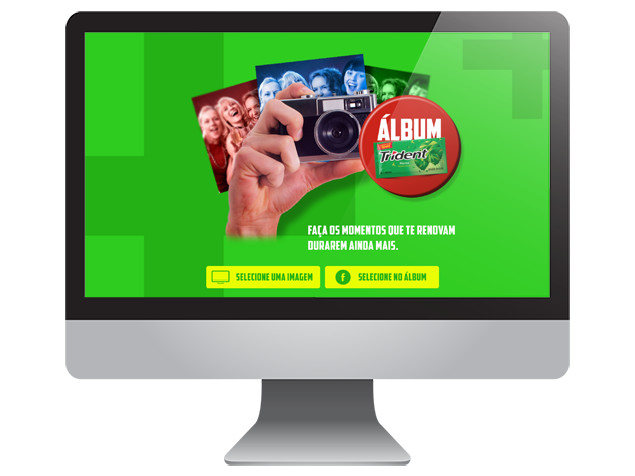 ÁLBUM
Trident
FAÇA OS MOMENTOS QUE TE RENOVAM
DURAREM AINDA MAIS.
SELECIONE UMA IMAGEM
f SELECIONE NO ÁLBUM